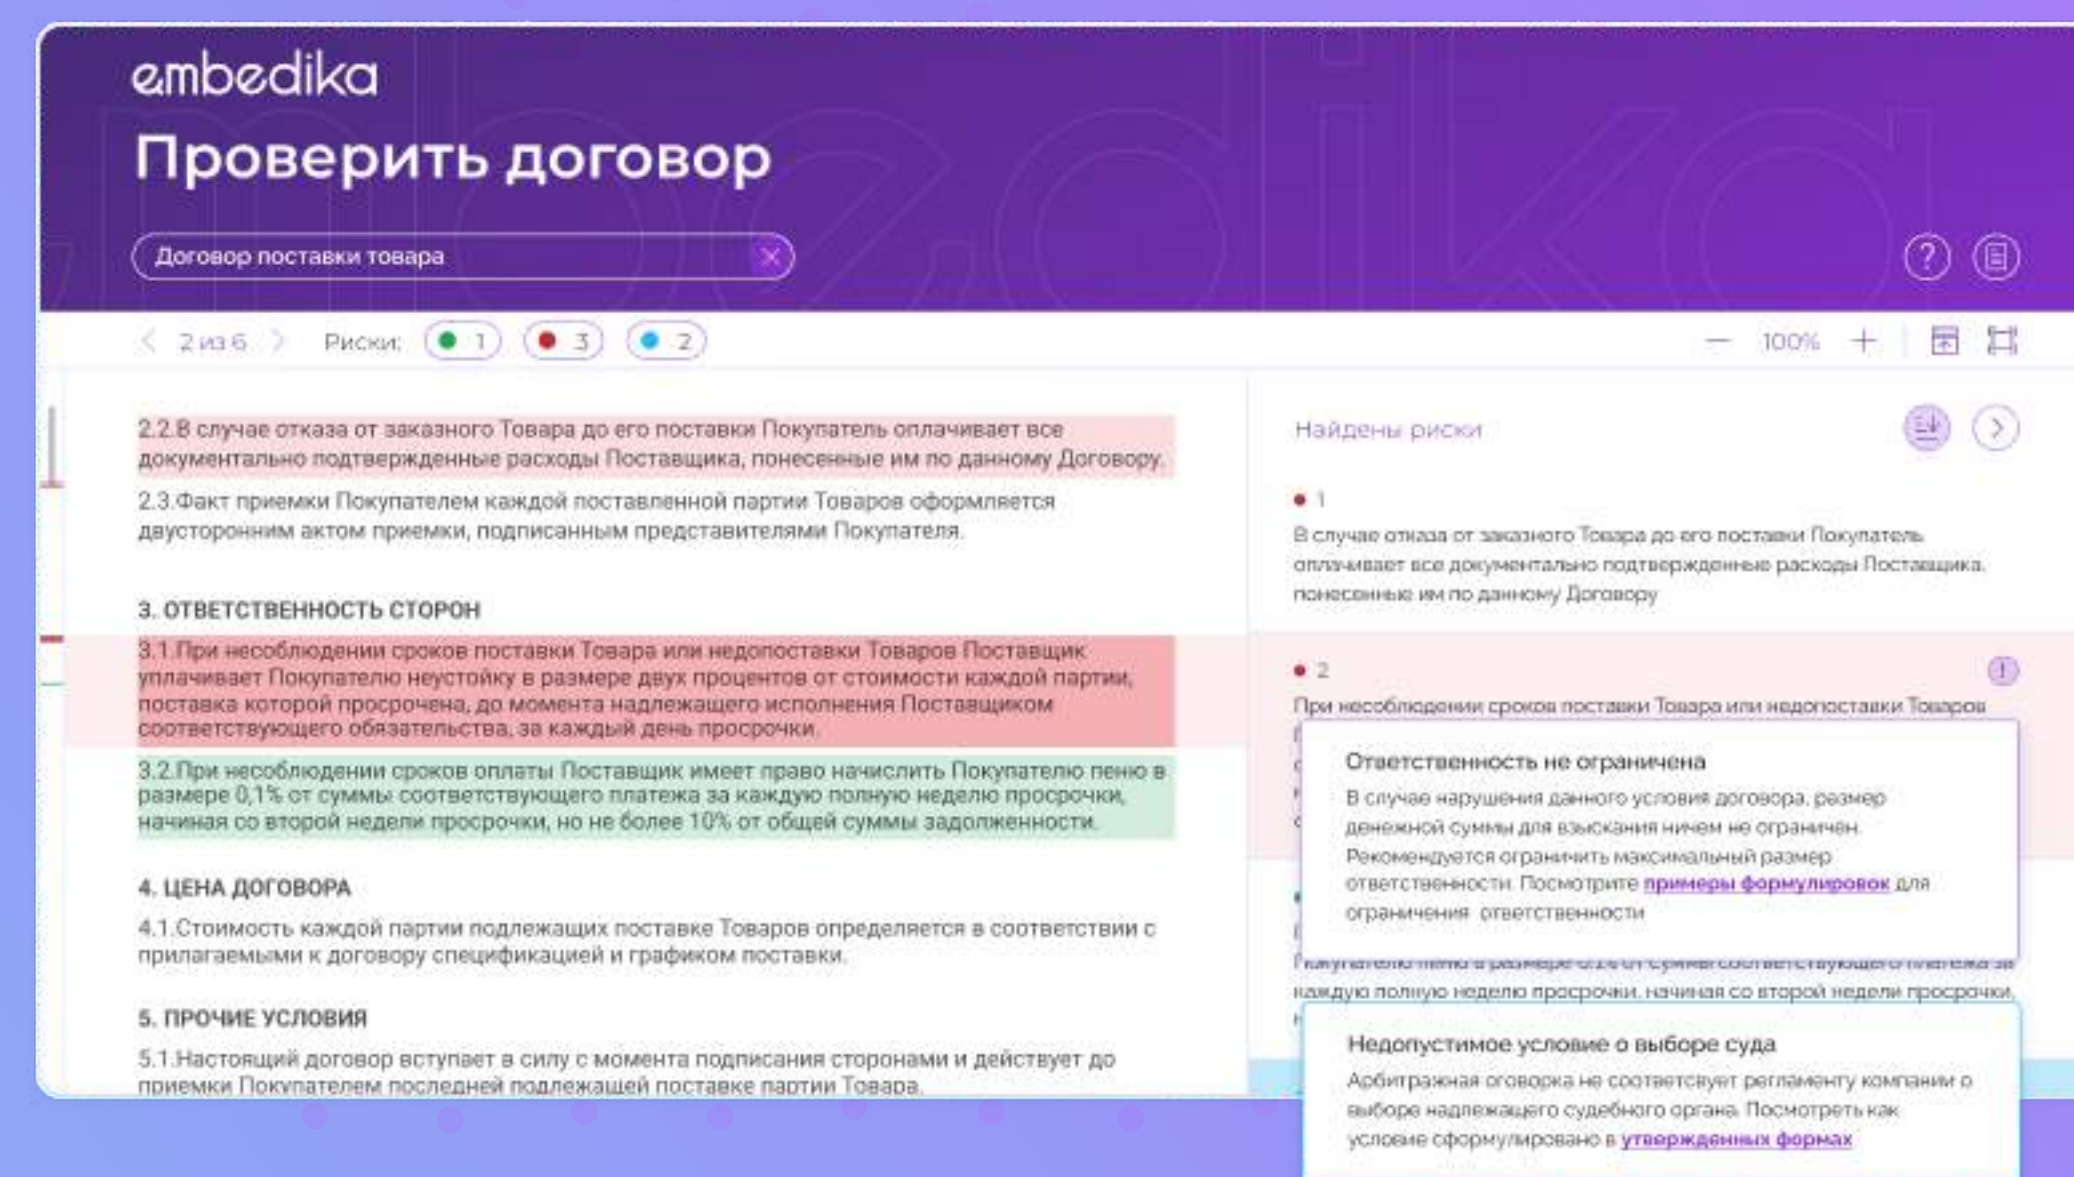 embedika
Проверить договор
Договор поставки товара
2 из 6
Риски:
1
3
2
100%
2.2.В случае отказа от заказного Товара до его поставки Покупатель оплачивает все
документально подтвержденные расходы Поставщика, понесенные им по данному Договору.
2.3.Факт приемки Покупателем каждой поставленной партии Товаров оформляется
двусторонним актом приемки, подписанным представителями Покупателя.
3. ОТВЕТСТВЕННОСТЬ СТОРОН
3.1.При несоблюдении сроков поставки Товара или недопоставки Товаров Поставщик
уплачивает Покупателю неустойку в размере двух процентов от стоимости каждой партии,
поставка которой просрочена, до момента надлежащего исполнения Поставщиком
соответствующего обязательства, за каждый день просрочки.
3.2.При несоблюдении сроков оплаты Поставщик имеет право начислить Покупателю пеню в
размере 0,1% от суммы соответствующего платежа за каждую полную неделю просрочки,
начиная со второй недели просрочки, но не более 10% от общей суммы задолженности.
4. ЦЕНА ДОГОВОРА
4.1.Стоимость каждой партии подлежащих поставке Товаров определяется в соответствии с
прилагаемыми к договору спецификацией и графиком поставки.
5. ПРОЧИЕ УСЛОВИЯ
5.1.Настоящий договор вступает в силу с момента подписания сторонами и действует до
приемки Покупателем последней подлежащей поставке партии Товара.
Найдены риски
1
В случае отказа от заказного Товара до его поставки Покупатель
оплачивает все документально подтвержденные расходы Поставщика,
понесенные им по данному Договору
2
При несоблюдении сроков поставки Товара или недопоставки Товаров
Ответственность не ограничена
В случае нарушения данного условия договора, размер
денежной суммы для взыскания ничем не ограничен.
Рекомендуется ограничить максимальный размер
ответственности. Посмотрите примеры формулировок для
ограничения ответственности
Покупателю пеню в размере 0,1% от суммы соответствующего платежа за
каждую полную неделю просрочки, начиная со второй недели просрочки,
Недопустимое условие о выборе суда
Арбитражная оговорка не соответсвует регламенту компании о
выборе надлежащего судебного органа. Посмотреть как
условие сформулировано в утвержденных формах